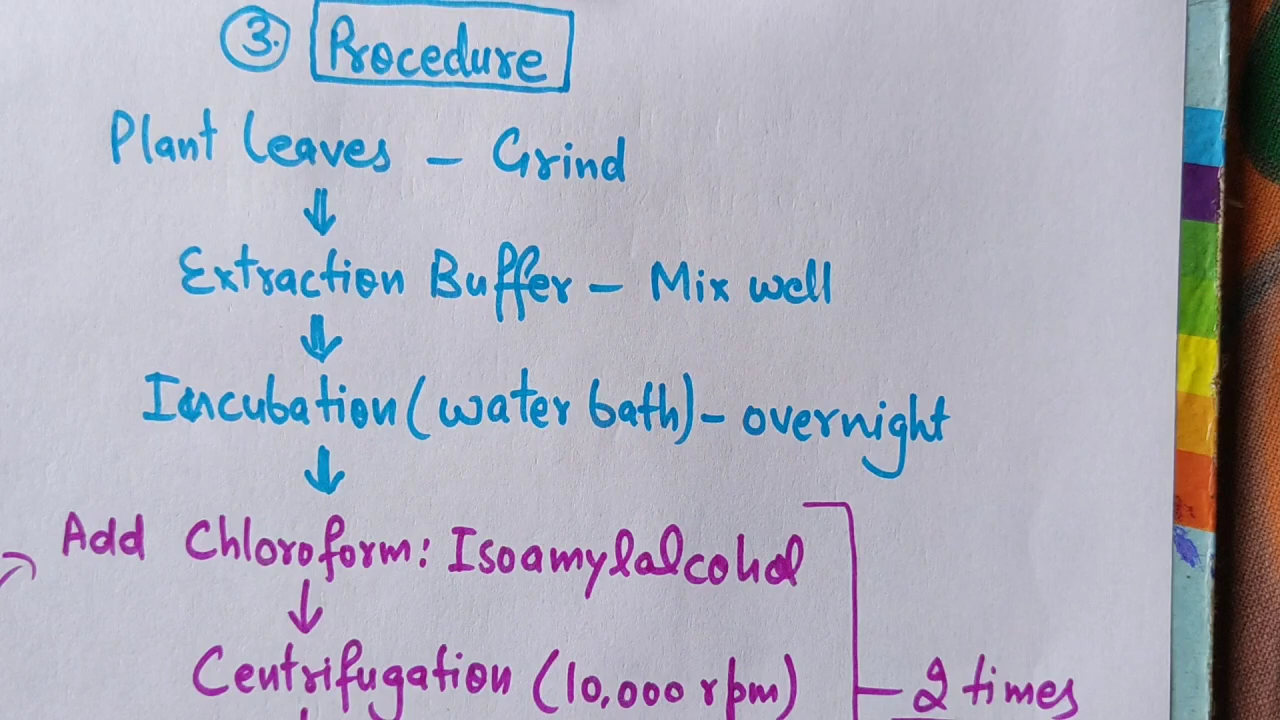 3. Procedure
Plant leaves – Grind
Extraction Buffer – Mix well
Incubation (water bath) – overnight
Add Chloroform: Isoamylalcohol
Centrifugation (10,000 rpm) – 2 times